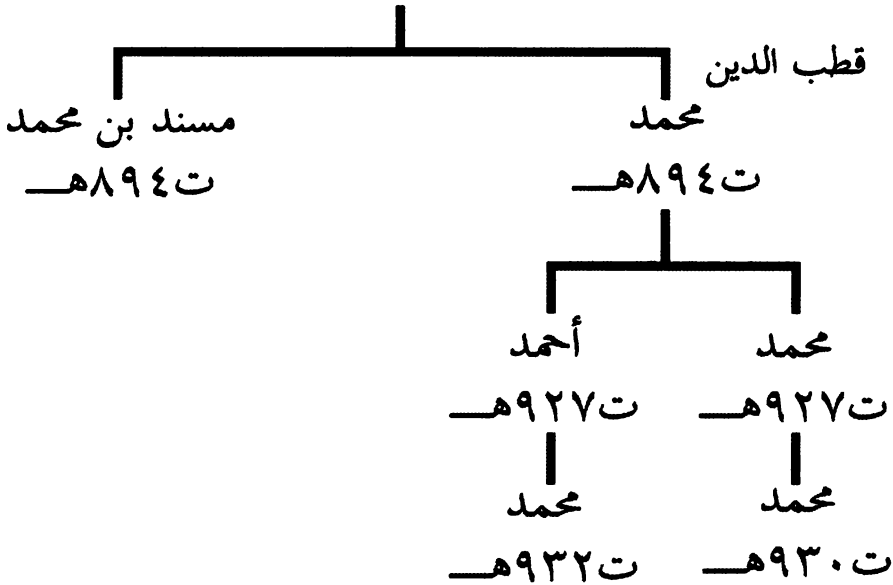 قطب الدين
محمد
ت٨٩٤هـ
مسند بن محمد
ت٨٩٤هـ
محمد
ت٩٢٧هـ
أحمد
ت٩٢٧هـ
محمد
ت٩٣٠هـ
محمد
ت٩٣٢هـ